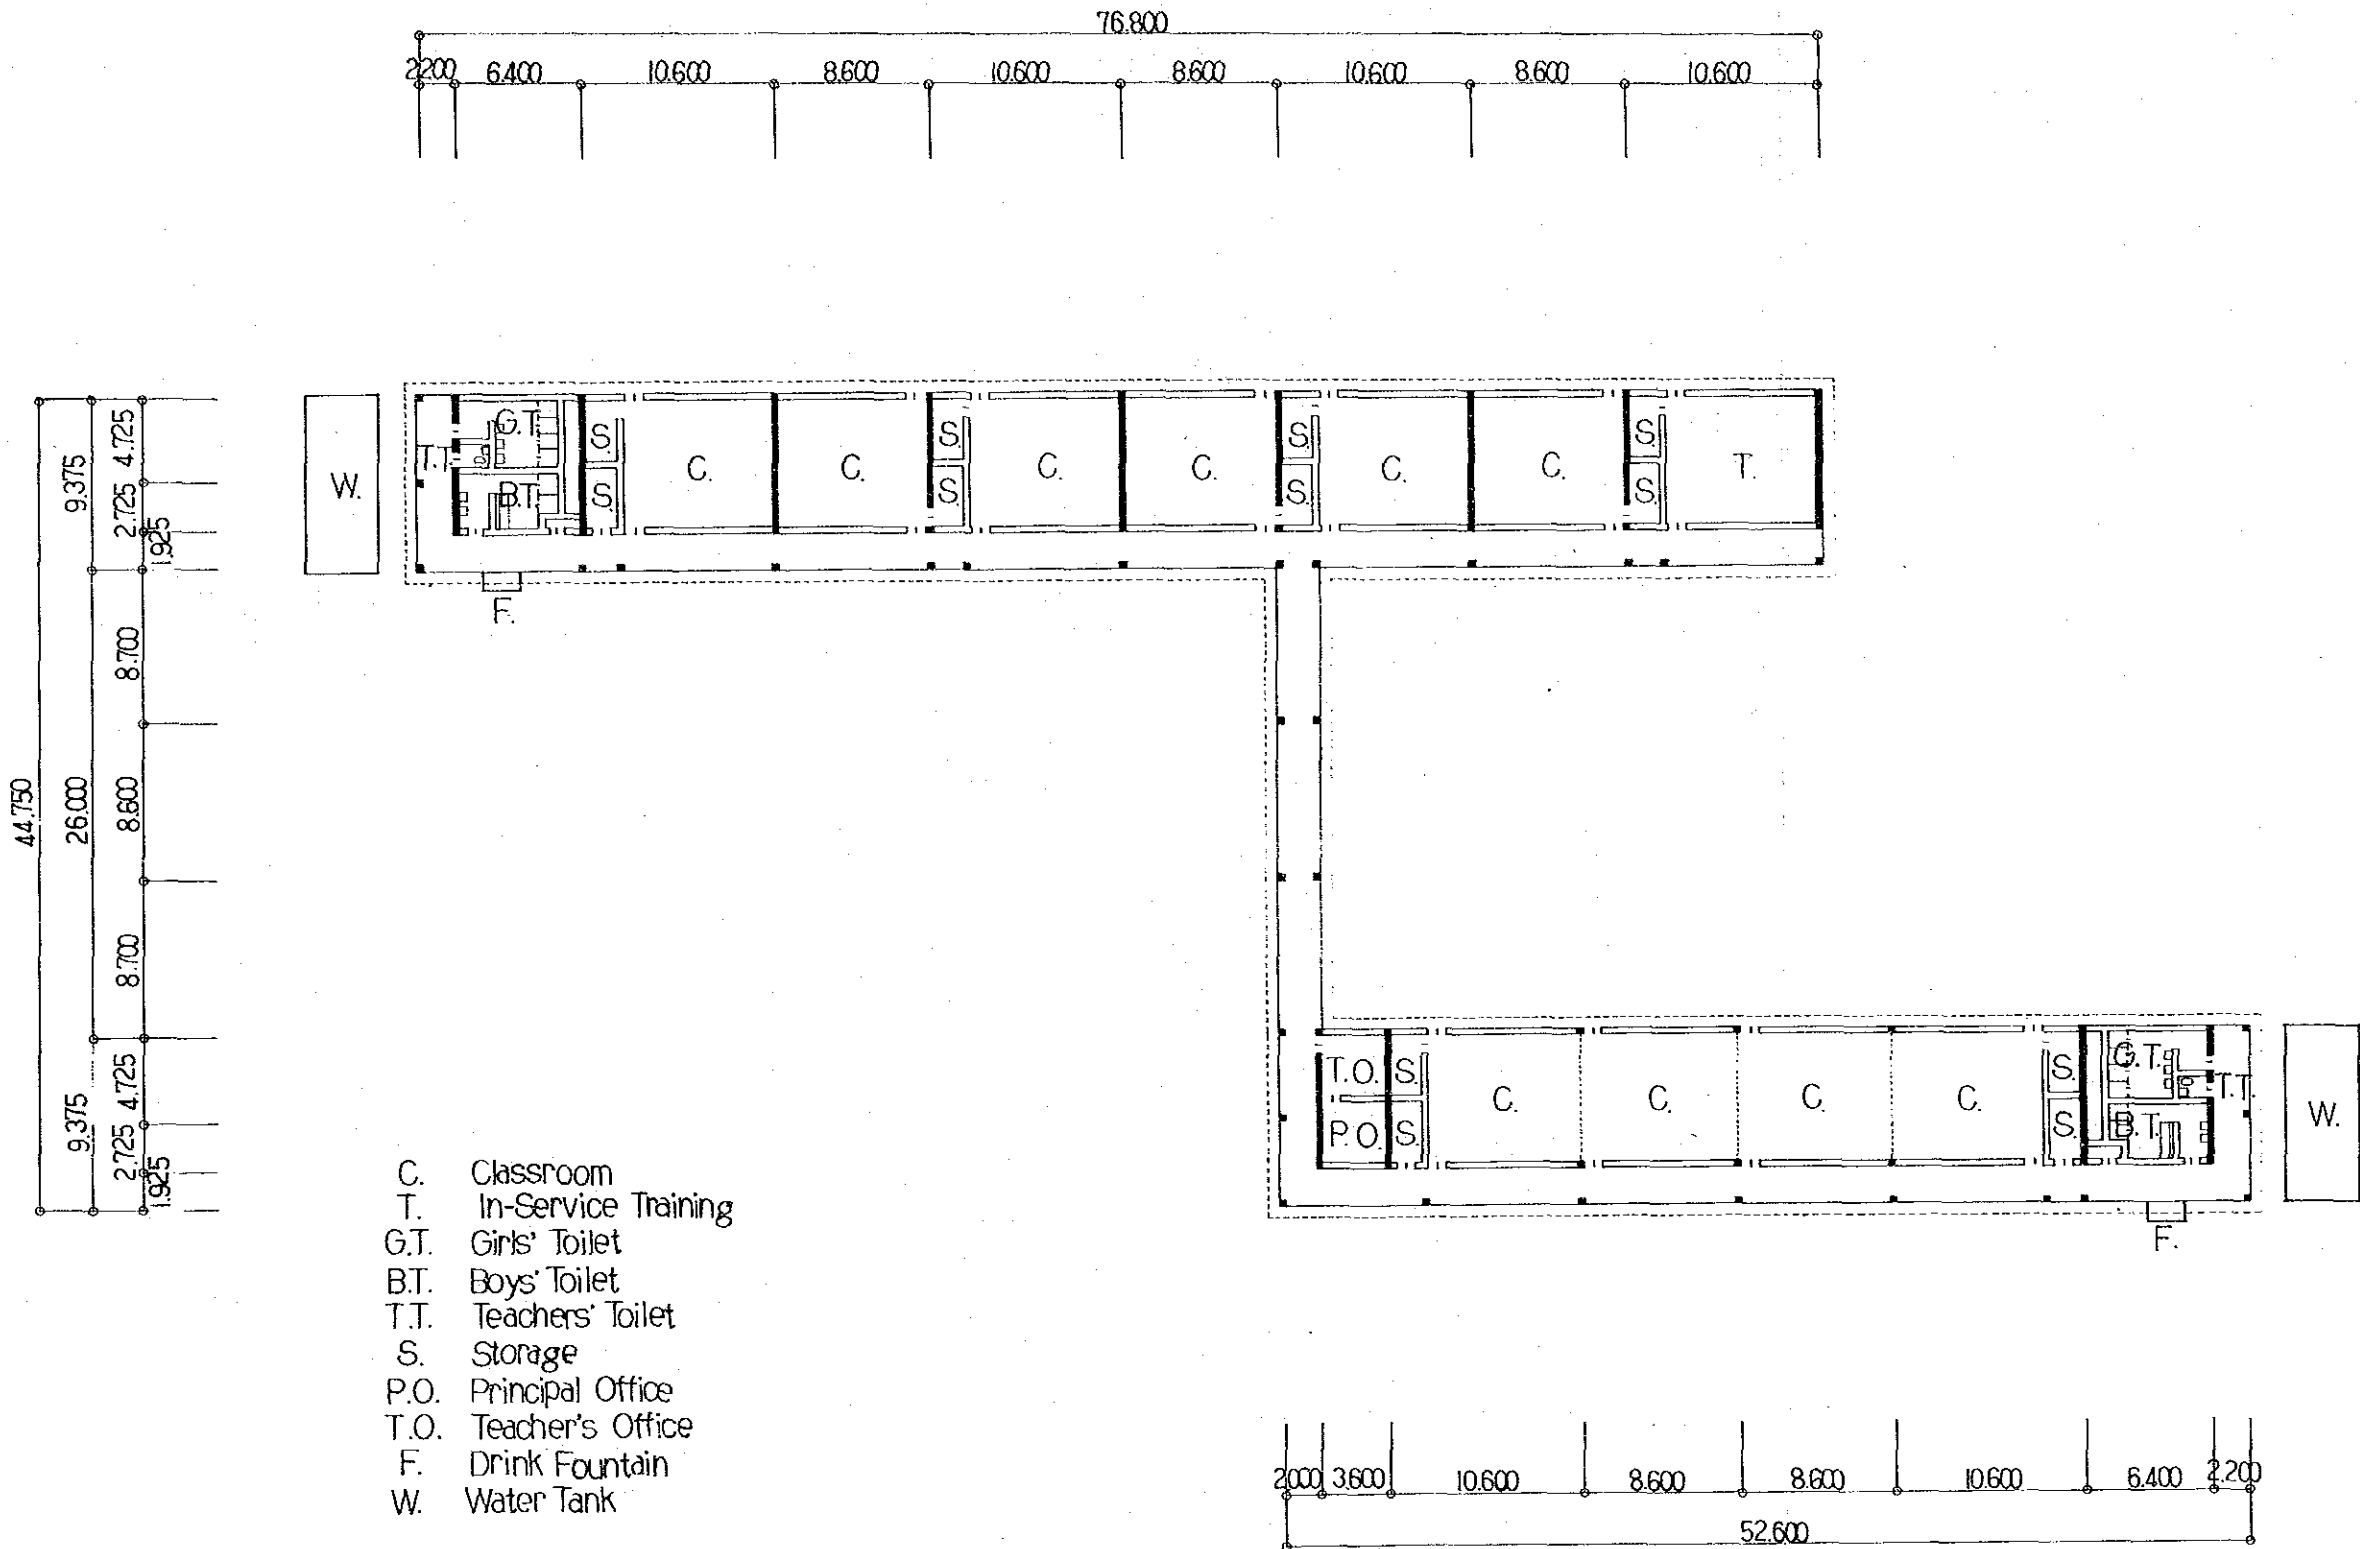 76.800
2.200 6.400 10.600 8.600 10.600 8.600 10.600 8.600 10.600
44.750
9.375 26.000 9.375
4.725 2.725 1.925 8.700 8.600 8.700 4.725 2.725 1.925
W.
T.T.
G.T.
B.T.
S. S. C. C. S. S. C. C. S. S. C. C. S. S. T.
F.
T.O. S. C. C. C. C. S. G.T. T.T. W.
P.O. S. S. B.T.
F.
C. Classroom
T. In-Service Training
G.T. Girls' Toilet
B.T. Boys' Toilet
T.T. Teachers' Toilet
S. Storage
P.O. Principal Office
T.O. Teacher's Office
F. Drink Fountain
W. Water Tank
2.000 3.600 10.600 8.600 8.600 10.600 6.400 2.200
52.600